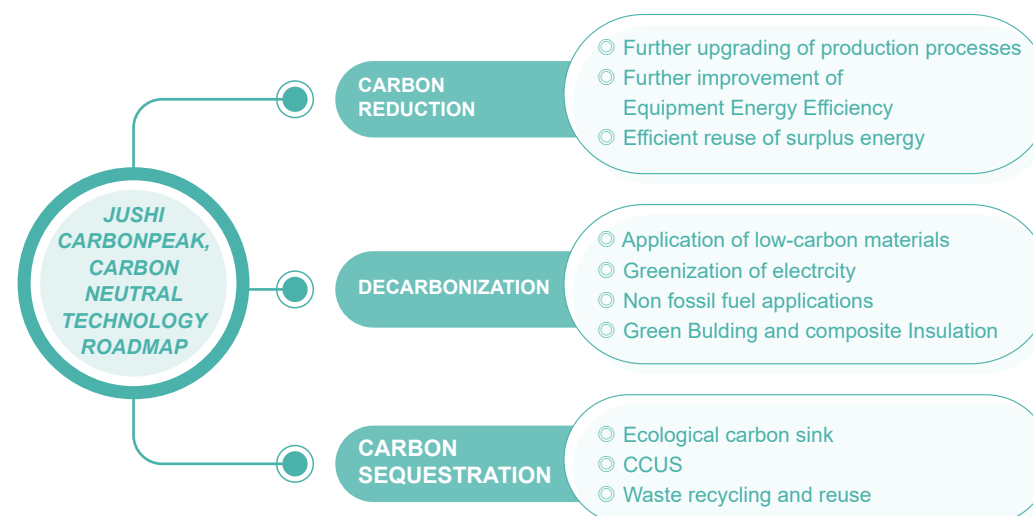 JUSHI
CARBONPEAK,
CARBON
NEUTRAL
TECHNOLOGY
ROADMAP
CARBON
REDUCTION
◎ Further upgrading of production processes
◎ Further improvement of
Equipment Energy Efficiency
◎ Efficient reuse of surplus energy
DECARBONIZATION
◎ Application of low-carbon materials
◎ Greenization of electrcity
◎ Non fossil fuel applications
◎ Green Bulding and composite Insulation
CARBON
SEQUESTRATION
◎ Ecological carbon sink
◎ CCUS
◎ Waste recycling and reuse